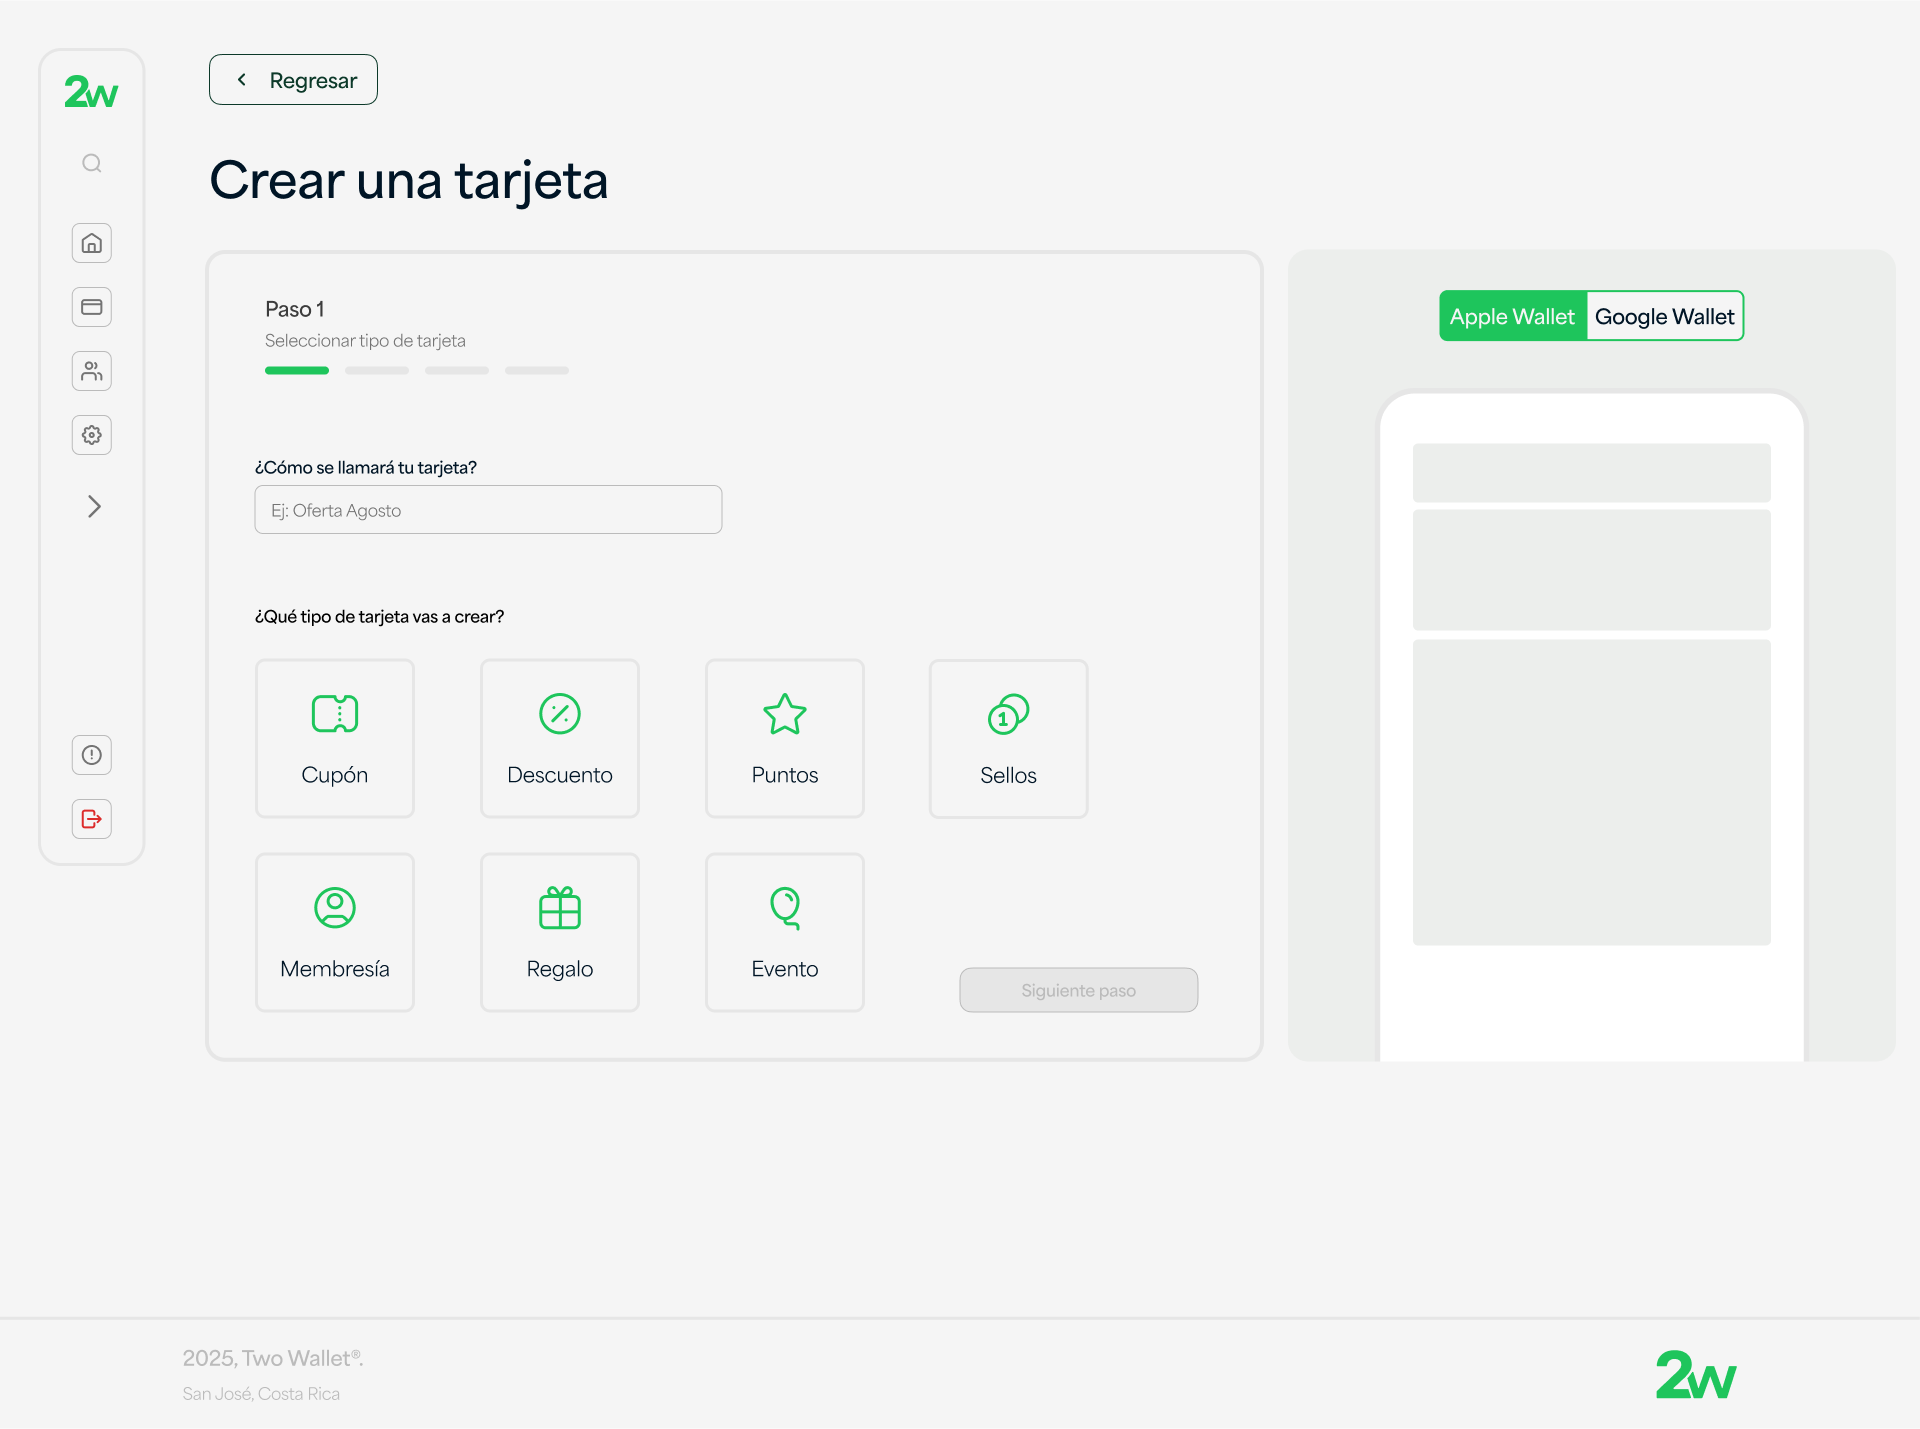 2w
Regresar
Crear una tarjeta
Paso 1
Seleccionar tipo de tarjeta
¿Cómo se llamará tu tarjeta?
Ej: Oferta Agosto
¿Qué tipo de tarjeta vas a crear?
Cupón
Descuento
Puntos
1
Sellos
Membresía
Regalo
Evento
Siguiente paso
Apple Wallet
Google Wallet
2025, Two Wallet®.
San José, Costa Rica
2w